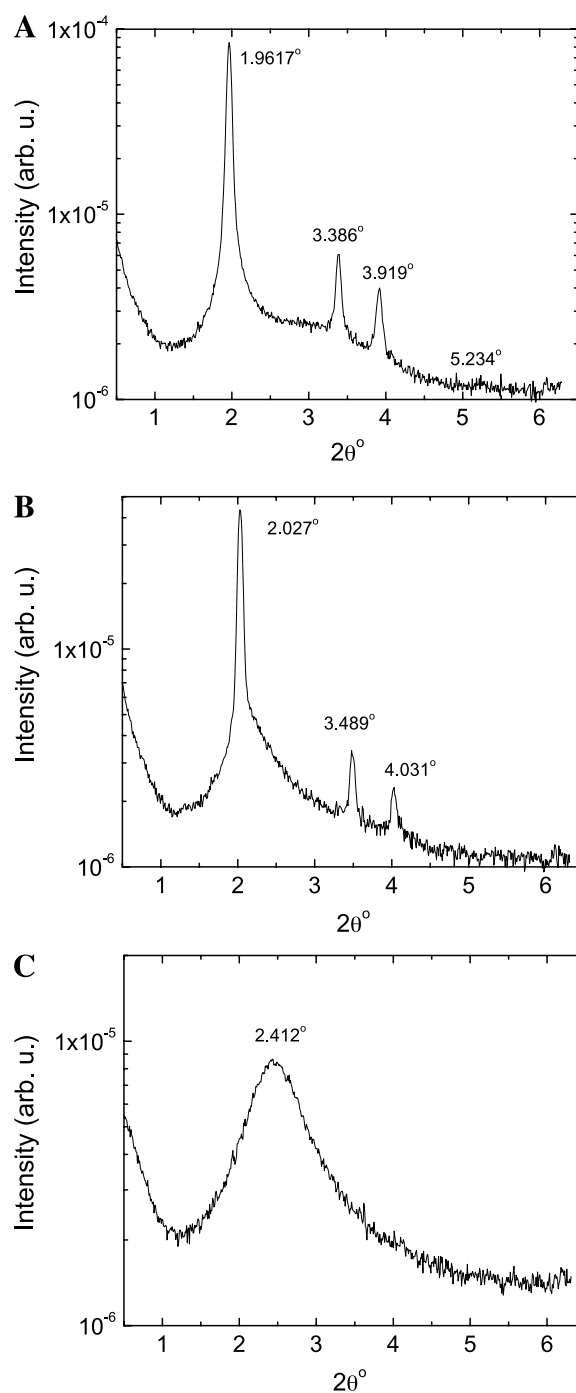 A
1x10⁻⁴
1.9617°
1x10⁻⁵
3.386°
3.919°
5.234°
10⁻⁶
1 2 3 4 5 6
Intensity (arb. u.)
2θ°
B
2.027°
1x10⁻⁵
3.489°
4.031°
10⁻⁶
1 2 3 4 5 6
Intensity (arb. u.)
2θ°
C
2.412°
1x10⁻⁵
10⁻⁶
1 2 3 4 5 6
Intensity (arb. u.)
2θ°